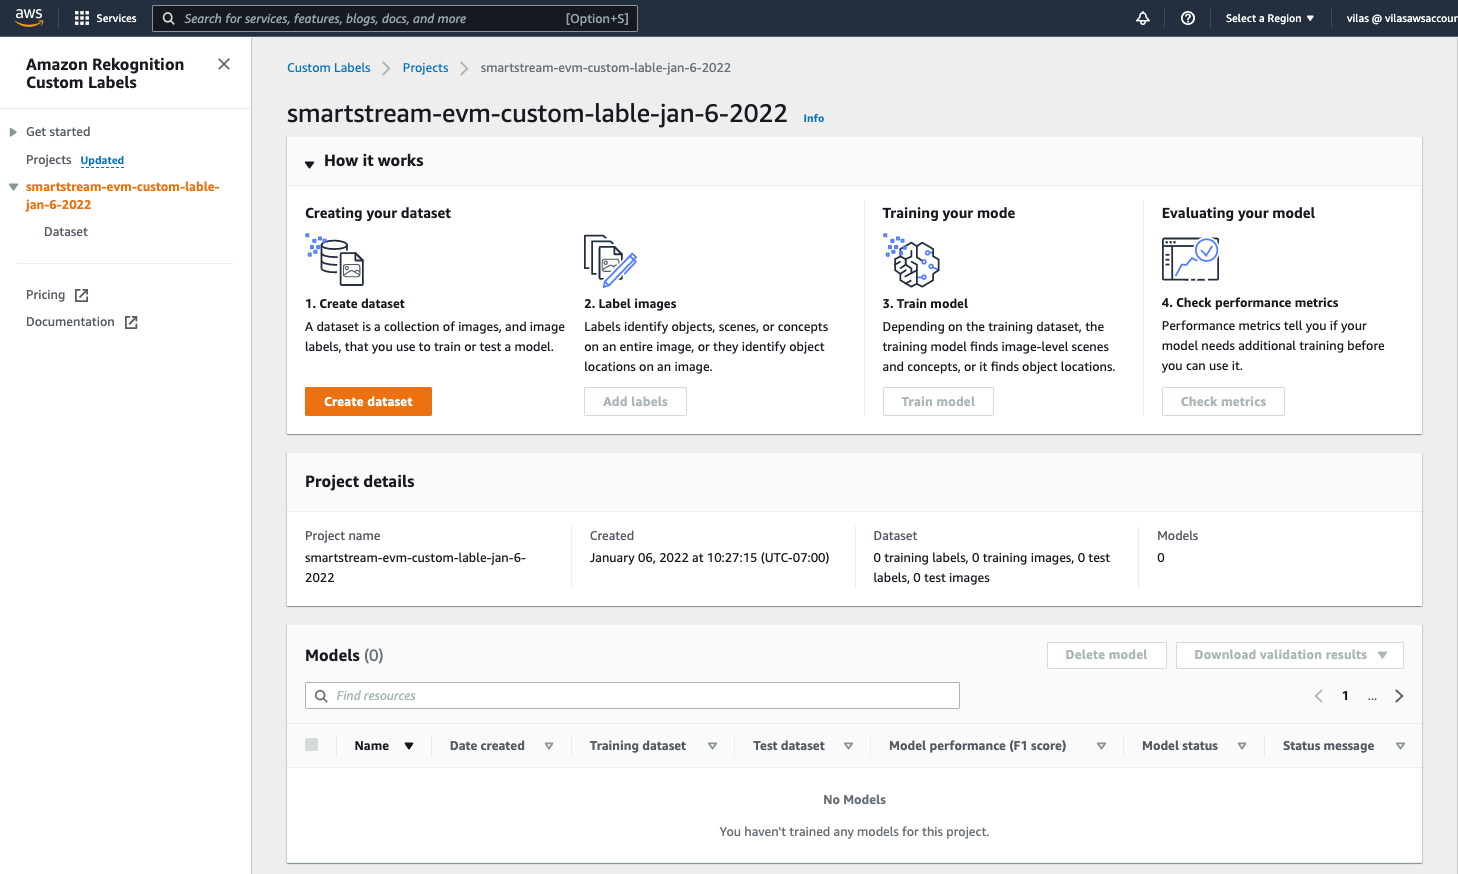 aws
Services
Search for services, features, blogs, docs, and more
[Option+S]
Select a Region
vilas @ vilasawsaccour
Amazon Rekognition
Custom Labels
Get started
Projects Updated
smartstream-evm-custom-lable-
jan-6-2022
Dataset
Pricing
Documentation
Custom Labels
Projects
smartstream-evm-custom-lable-jan-6-2022
smartstream-evm-custom-lable-jan-6-2022 Info
How it works
Creating your dataset
1. Create dataset
A dataset is a collection of images, and image
labels, that you use to train or test a model.
Create dataset
2. Label images
Labels identify objects, scenes, or concepts
on an entire image, or they identify object
locations on an image.
Add labels
Training your mode
3. Train model
Depending on the training dataset, the
training model finds image-level scenes
and concepts, or it finds object locations.
Train model
Evaluating your model
4. Check performance metrics
Performance metrics tell you if your
model needs additional training before
you can use it.
Check metrics
Project details
Project name
smartstream-evm-custom-lable-jan-6-
2022
Created
January 06, 2022 at 10:27:15 (UTC-07:00)
Dataset
0 training labels, 0 training images, 0 test
labels, 0 test images
Models
0
Models (0)
Delete model
Download validation results
Find resources
1 ...
Name
Date created
Training dataset
Test dataset
Model performance (F1 score)
Model status
Status message
No Models
You haven't trained any models for this project.